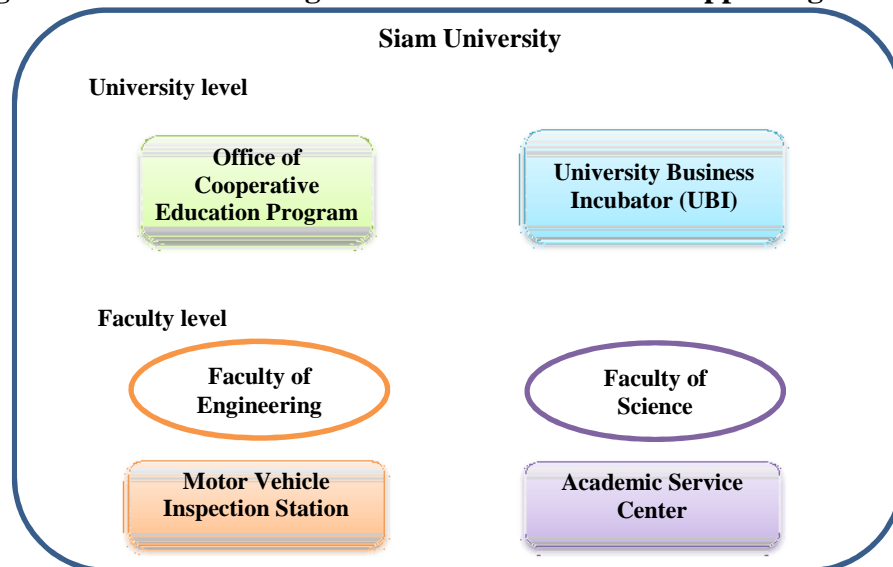 Siam University
University level
Office of
Cooperative
Education Program
University Business
Incubator (UBI)
Faculty level
Faculty of
Engineering
Faculty of
Science
Motor Vehicle
Inspection Station
Academic Service
Center